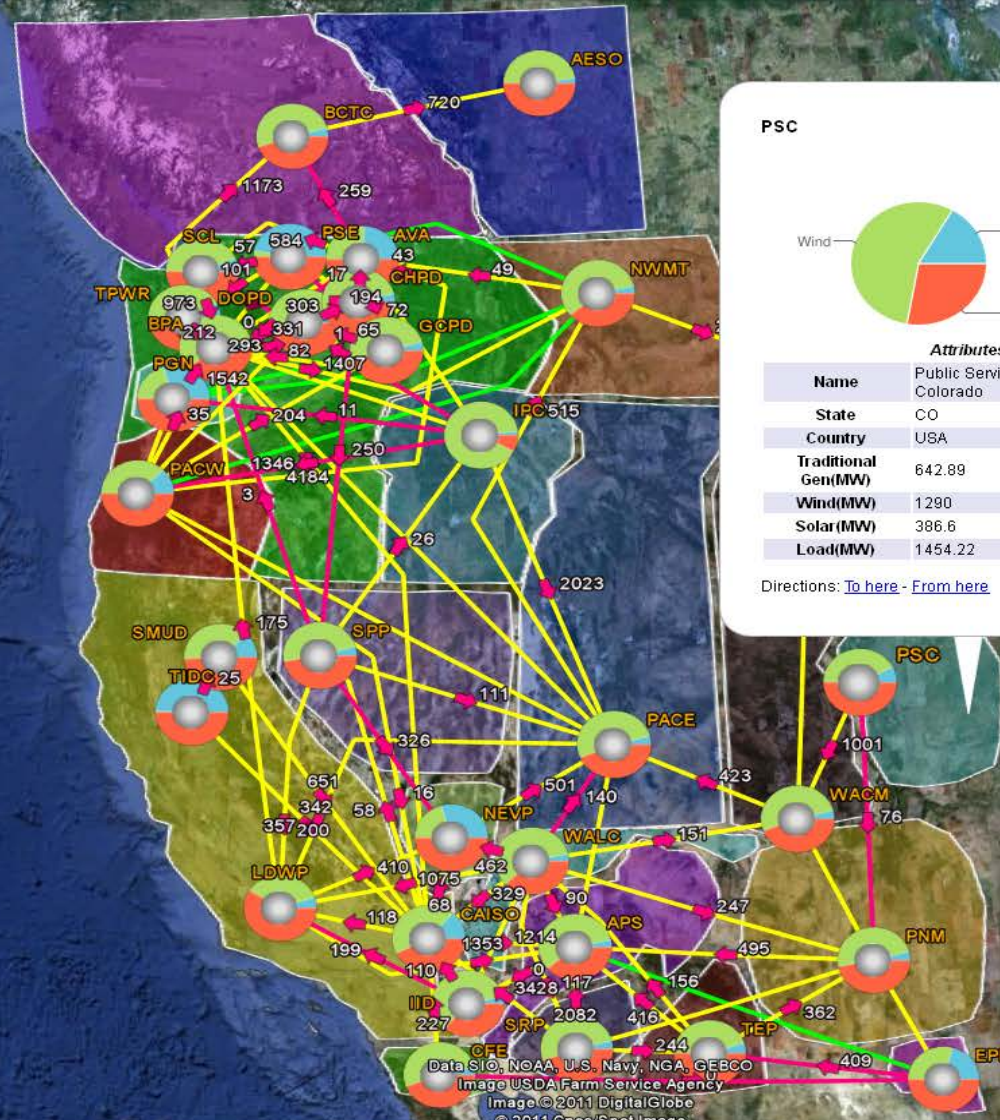 AESO
720
BCTC
1173
259
SCL
57
584
PSE
AVA
43
101
17
CHPD
49
NWMT
TPWR
973
DOPD
303
194
72
BPA
212
0
331
1
65
GCPD
293
82
1407
PGN
1542
35
204
11
IPC
515
PACW
1346
250
4184
3
26
2023
SMUD
175
SPP
TIDC
25
111
PACE
326
501
140
423
651
16
342
58
357
200
NEVP
WALC
151
WACM
LDWP
410
462
1075
329
68
90
247
118
CAISO
1353
1214
APS
495
PNM
199
110
0
3428
117
156
IID
227
SRP
2082
416
TEP
362
244
409
CFE
PSC
1001
7.6
PSC
Wind
Attributes
Name
Public Servi
Colorado
State
CO
Country
USA
Traditional
Gen(MW)
642.89
Wind(MW)
1290
Solar(MW)
386.6
Load(MW)
1454.22
Directions: To here - From here
Data SIO, NOAA, U.S. Navy, NGA, GEBCO
Image USDA Farm Service Agency
Image © 2011 DigitalGlobe